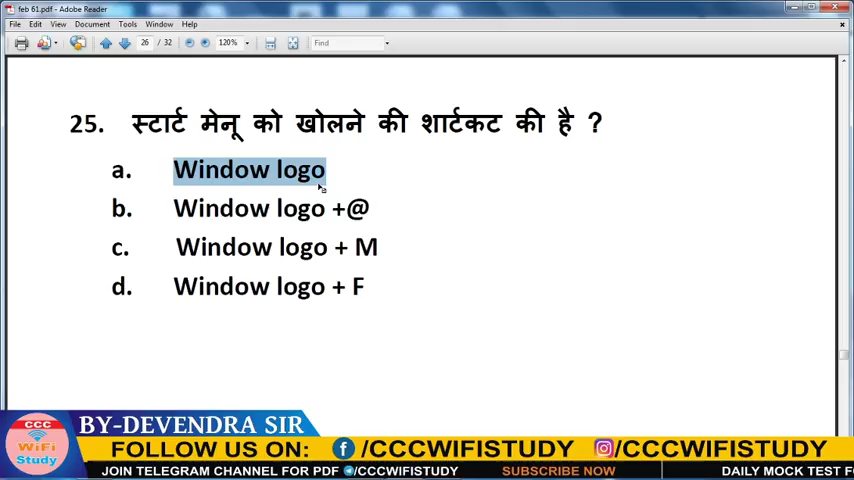 feb 61.pdf - Adobe Reader
File Edit View Document Tools Window Help
26 / 32 120% Find
25. स्टार्ट मेनू को खोलने की शार्टकट की है ?
a. Window logo
b. Window logo +@
c. Window logo + M
d. Window logo + F
CCC
WiFi
Study
BY-DEVENDRA SIR
FOLLOW US ON: f /CCCWIFISTUDY /CCCWIFISTUDY
JOIN TELEGRAM CHANNEL FOR PDF /CCCWIFISTUDY SUBSCRIBE NOW DAILY MOCK TEST FO